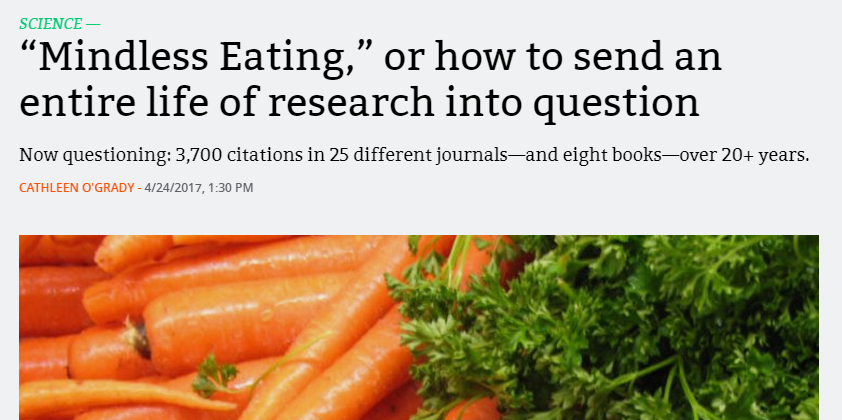 SCIENCE —
“Mindless Eating,” or how to send an
entire life of research into question
Now questioning: 3,700 citations in 25 different journals—and eight books—over 20+ years.
CATHLEEN O'GRADY - 4/24/2017, 1:30 PM